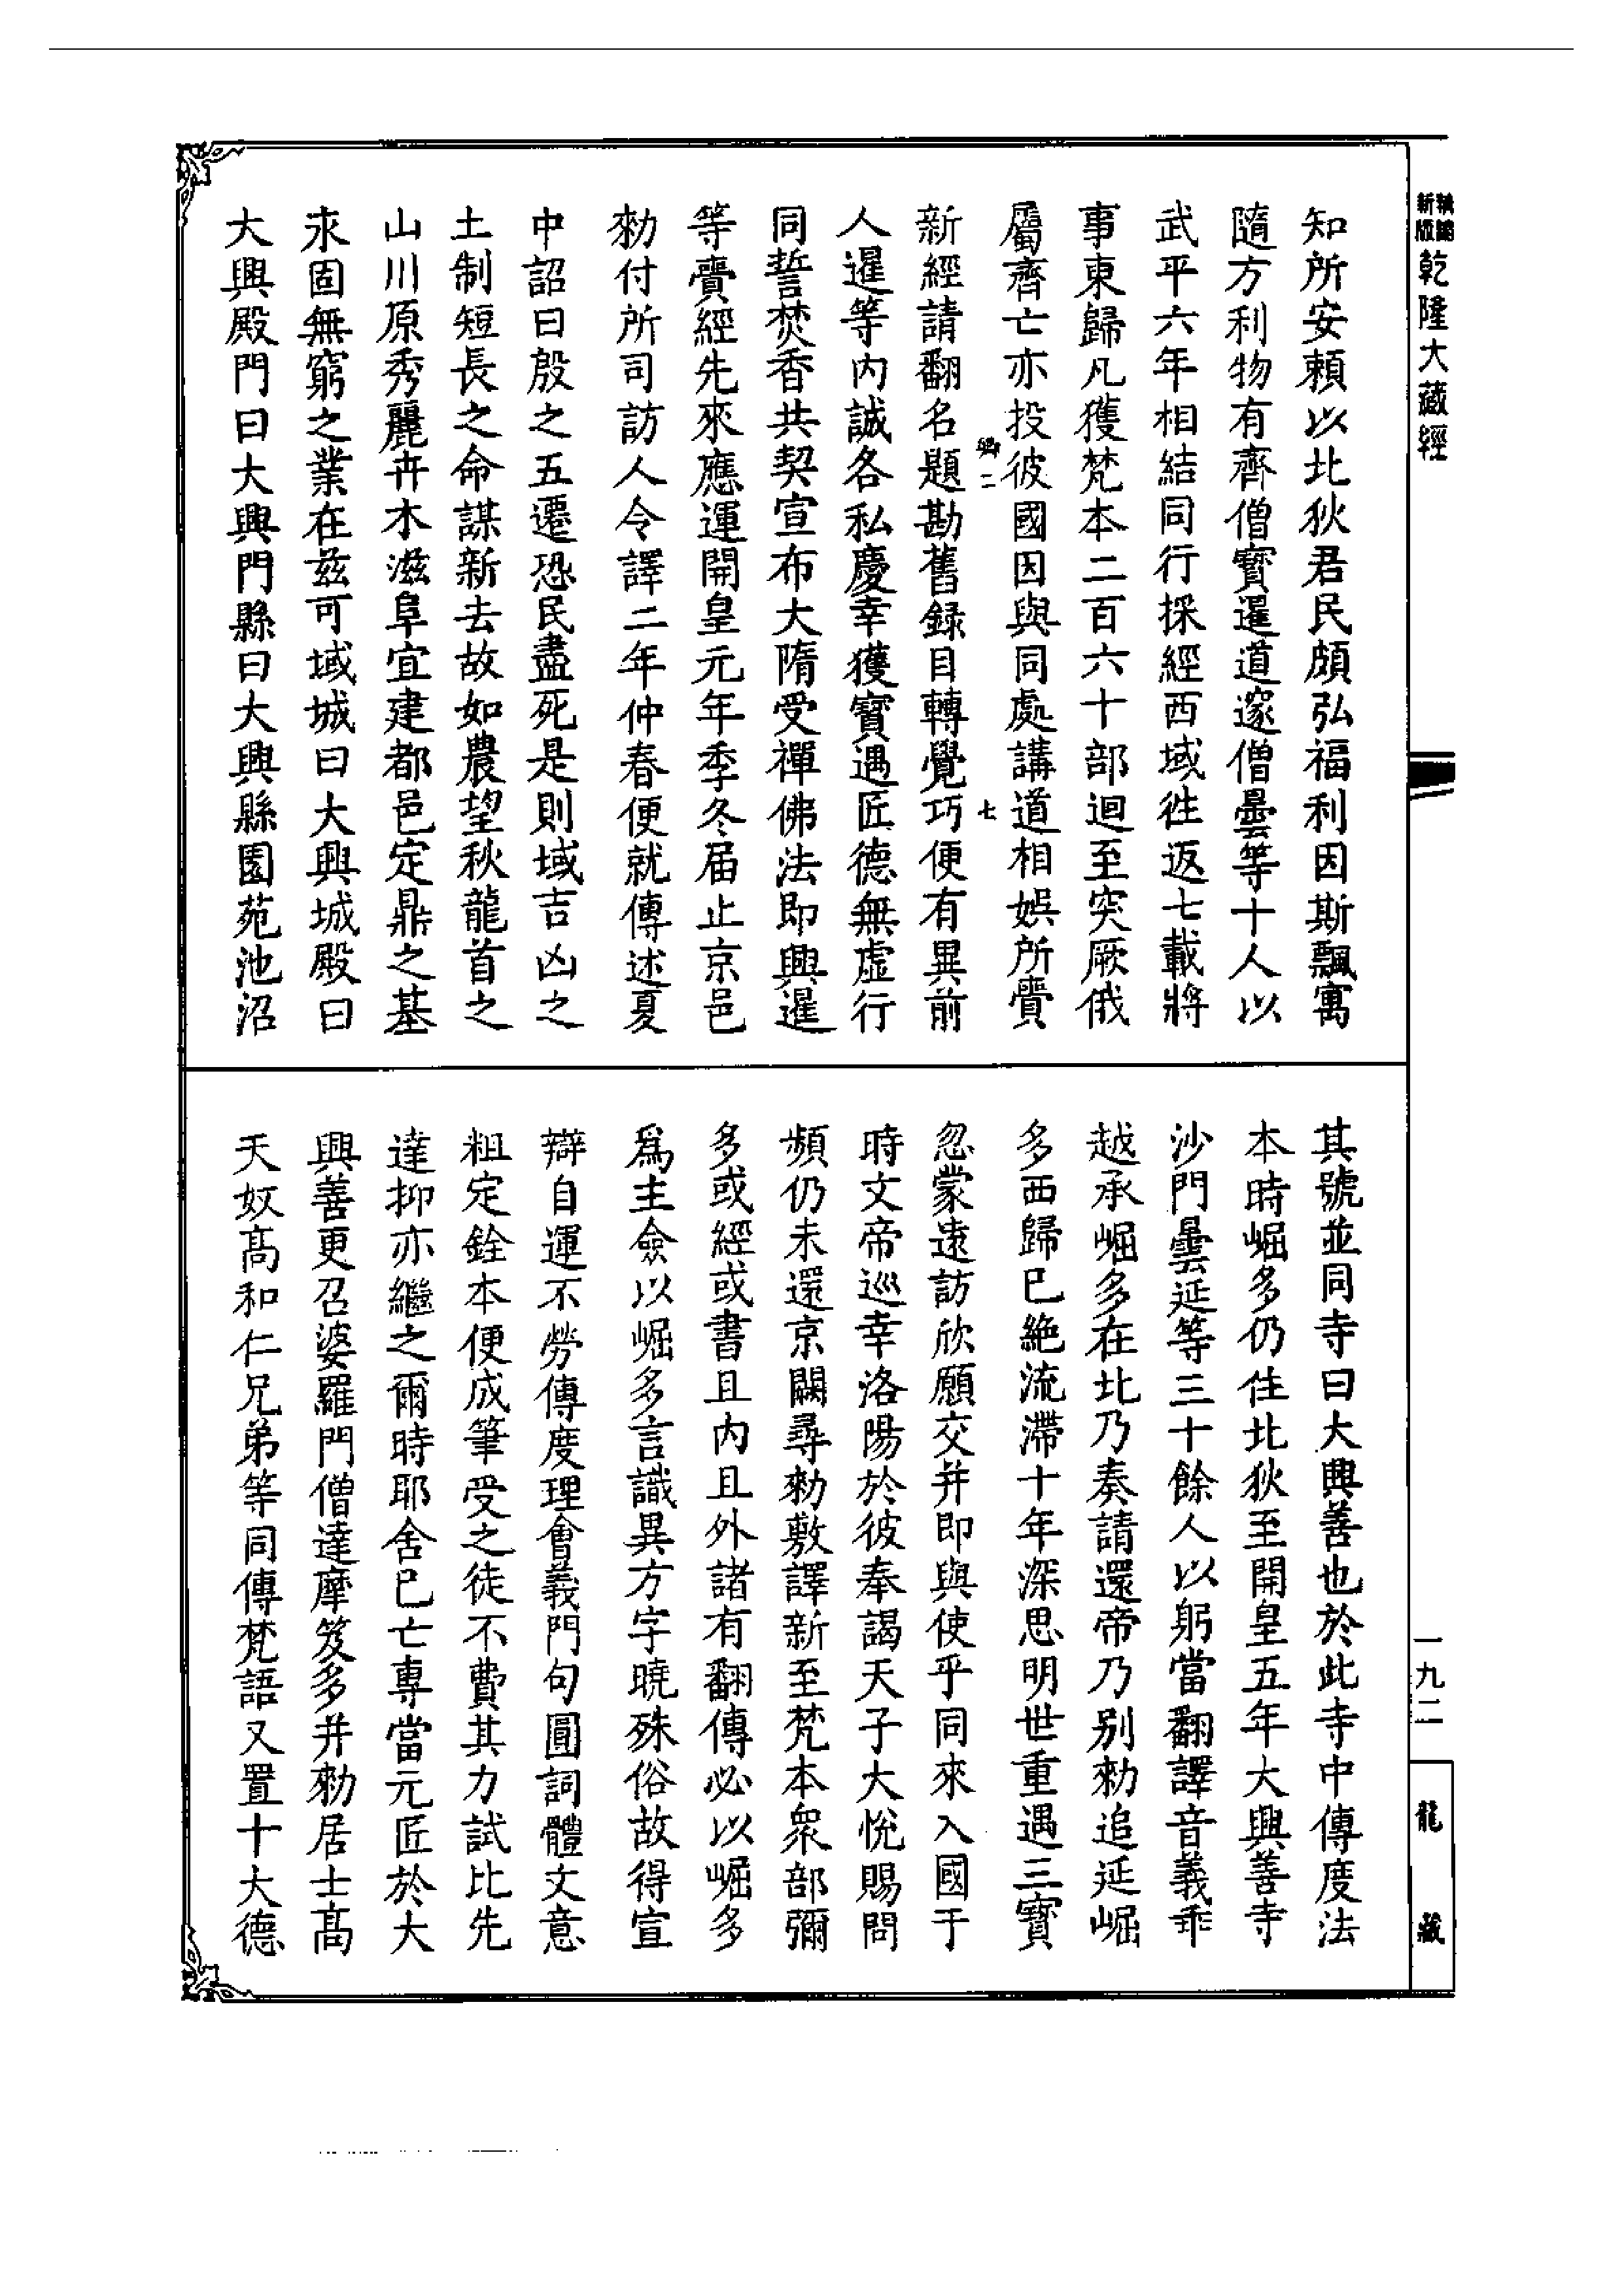 新版
乾隆大藏經
知所安賴以北狄君民頗弘福利因斯飄寓
隨方利物有齊僧寶暹道邃僧曇等十人以
武平六年相結同行採經西域往返七載將
事東歸凡獲梵本二百六十部迴至突厥俄
屬齊亡亦投彼國因與同處講道相娛所賷
鄉二 七
新經請翻名題勘舊録目轉覺巧便有異前
人暹等內誠各私慶幸獲寶遇匠德無虛行
同誓焚香共契宣布大隋受禪佛法即興暹
等賷經先來應運開皇元年季冬屆止京邑
勑付所司訪人令譯二年仲春便就傳述夏
中詔曰殷之五遷恐民盡死是則域吉凶之
土制短長之命謀新去故如農望秋龍首之
山川原秀麗卉木滋阜宜建都邑定鼎之基
永固無窮之業在兹可域城曰大興城殿曰
大興殿門曰大興門縣曰大興縣園苑池沼
其號並同寺曰大興善也於此寺中傳度法
本時崛多仍住北狄至開皇五年大興善寺
沙門曇延等三十餘人以躬當翻譯音義乖
越承崛多在北乃奏請還帝乃别勑追延崛
多西歸已絶流滯十年深思明世重遇三寶
忽蒙遠訪欣願交并即與使乎同來入國于
時文帝巡幸洛陽於彼奉謁天子大悅賜問
頻仍未還京闕尋勑敷譯新至梵本衆部彌
多或經或書且內且外諸有翻傳必以崛多
爲主僉以崛多言識異方字曉殊俗故得宣
辯自運不勞傳度理會義門句圓詞體文意
粗定銓本便成筆受之徒不費其力試比先
達抑亦繼之爾時耶舍已亡專當元匠於大
興善更召婆羅門僧達摩笈多并勑居士高
天奴高和仁兄弟等同傳梵語又置十大德
一九二
龍藏